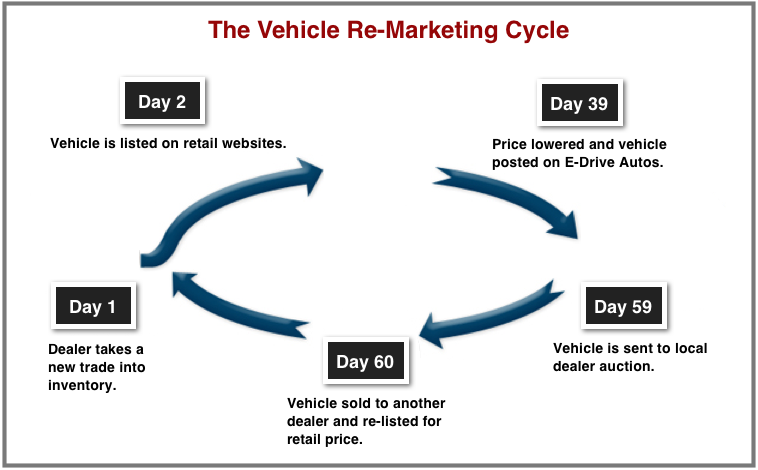 The Vehicle Re-Marketing Cycle
Day 2
Vehicle is listed on retail websites.
Day 39
Price lowered and vehicle
posted on E-Drive Autos.
Day 59
Vehicle is sent to local
dealer auction.
Day 60
Vehicle sold to another
dealer and re-listed for
retail price.
Day 1
Dealer takes a
new trade into
inventory.